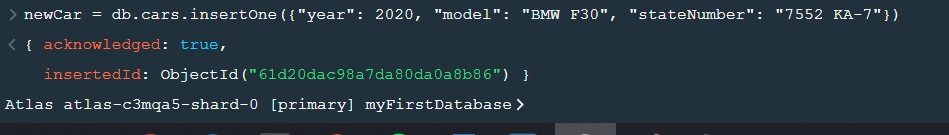 > newCar = db.cars.insertOne({"year": 2020, "model": "BMW F30", "stateNumber": "7552 KA-7"})
< { acknowledged: true,
insertedId: ObjectId("61d20dac98a7da80da0a8b86") }
Atlas atlas-c3mqa5-shard-0 [primary] myFirstDatabase>